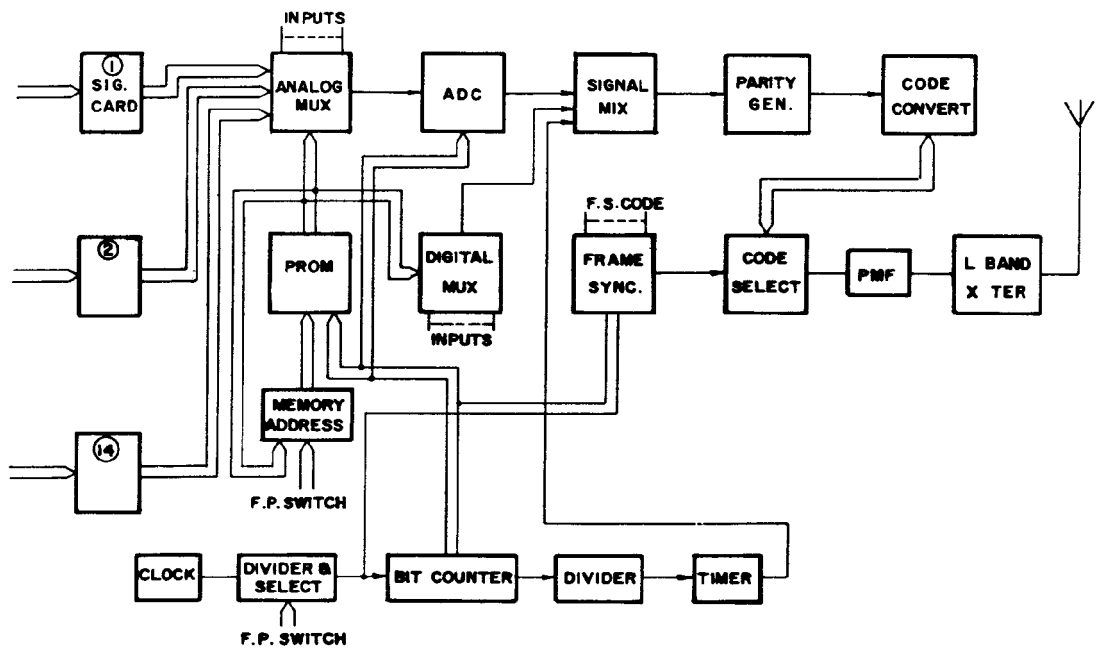 INPUTS
1
SIG.
CARD
ANALOG
MUX
ADC
SIGNAL
MIX
PARITY
GEN.
CODE
CONVERT
2
PROM
DIGITAL
MUX
INPUTS
F.S.CODE
FRAME
SYNC.
CODE
SELECT
PMF
L BAND
X TER
14
MEMORY
ADDRESS
F.P.SWITCH
CLOCK
DIVIDER &
SELECT
BIT COUNTER
DIVIDER
TIMER
F.P.SWITCH